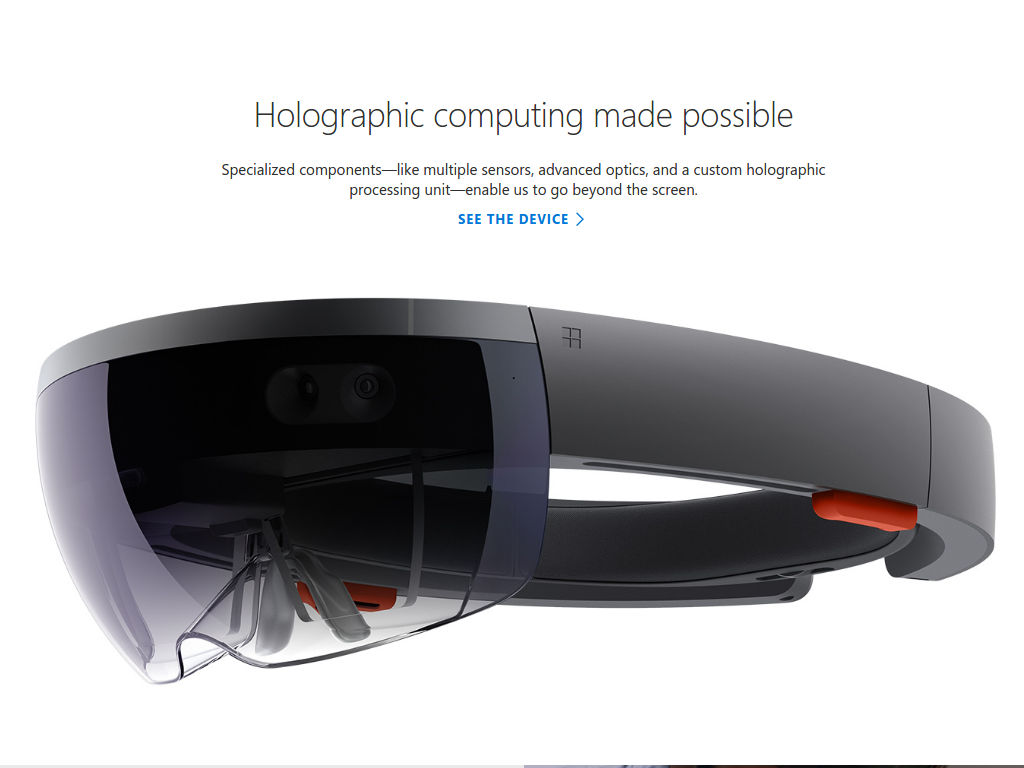 Holographic computing made possible
Specialized components—like multiple sensors, advanced optics, and a custom holographic
processing unit—enable us to go beyond the screen.
SEE THE DEVICE